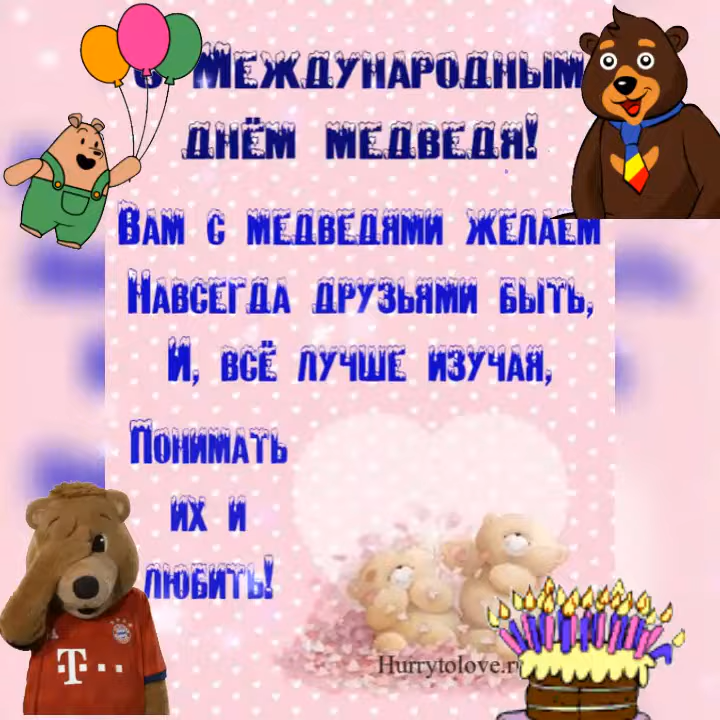 С Международным
днём медведя!
Вам с медведями желаем
Навсегда друзьями быть,
И, всё лучше изучая,
Понимать
их и
любить!
Hurrytolove.r
T